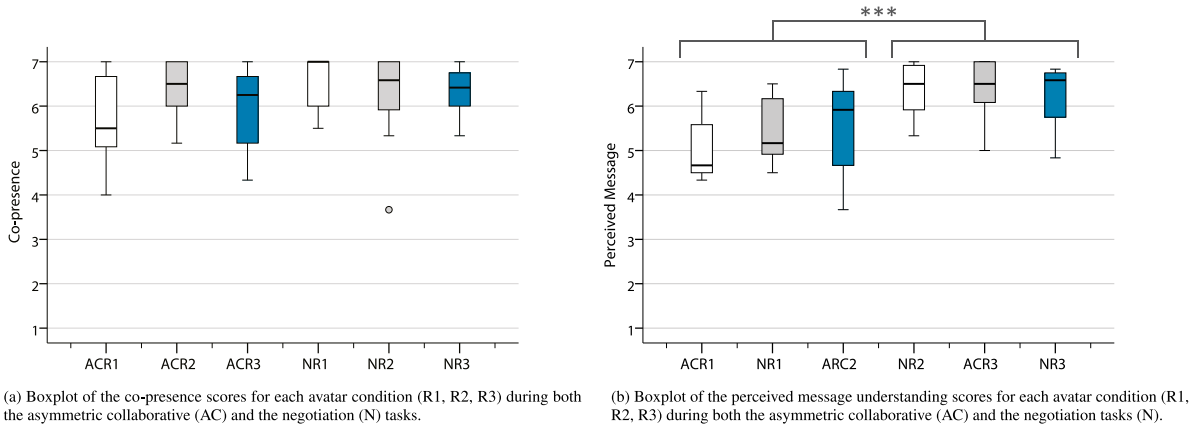 ***
7
6
5
4
3
2
1
Co-presence
ACR1 ACR2 ACR3 NR1 NR2 NR3
7
6
5
4
3
2
1
Perceived Message
ACR1 NR1 ARC2 NR2 ACR3 NR3
(a) Boxplot of the co-presence scores for each avatar condition (R1, R2, R3) during both
the asymmetric collaborative (AC) and the negotiation (N) tasks.
(b) Boxplot of the perceived message understanding scores for each avatar condition (R1,
R2, R3) during both the asymmetric collaborative (AC) and the negotiation tasks (N).